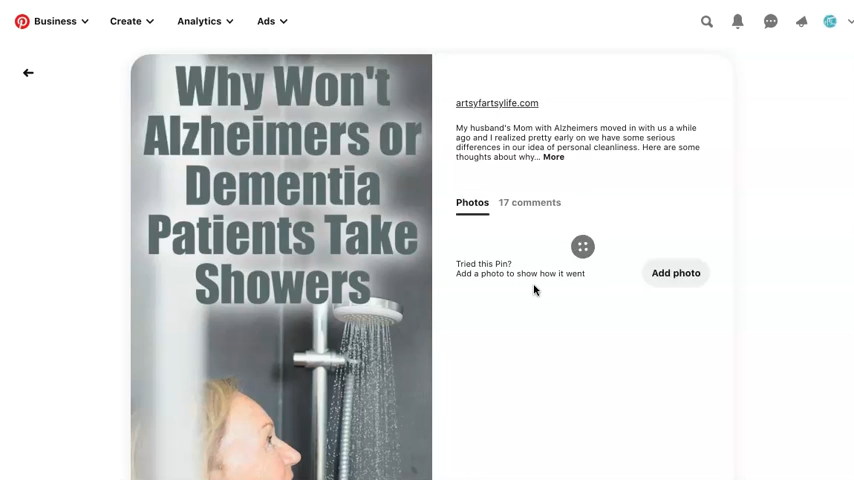 Business
Create
Analytics
Ads
Why Won't
Alzheimers or
Dementia
Patients Take
Showers
artsyfartsylife.com
My husband's Mom with Alzheimers moved in with us a while
ago and I realized pretty early on we have some serious
differences in our idea of personal cleanliness. Here are some
thoughts about why... More
Photos 17 comments
Tried this Pin?
Add a photo to show how it went
Add photo